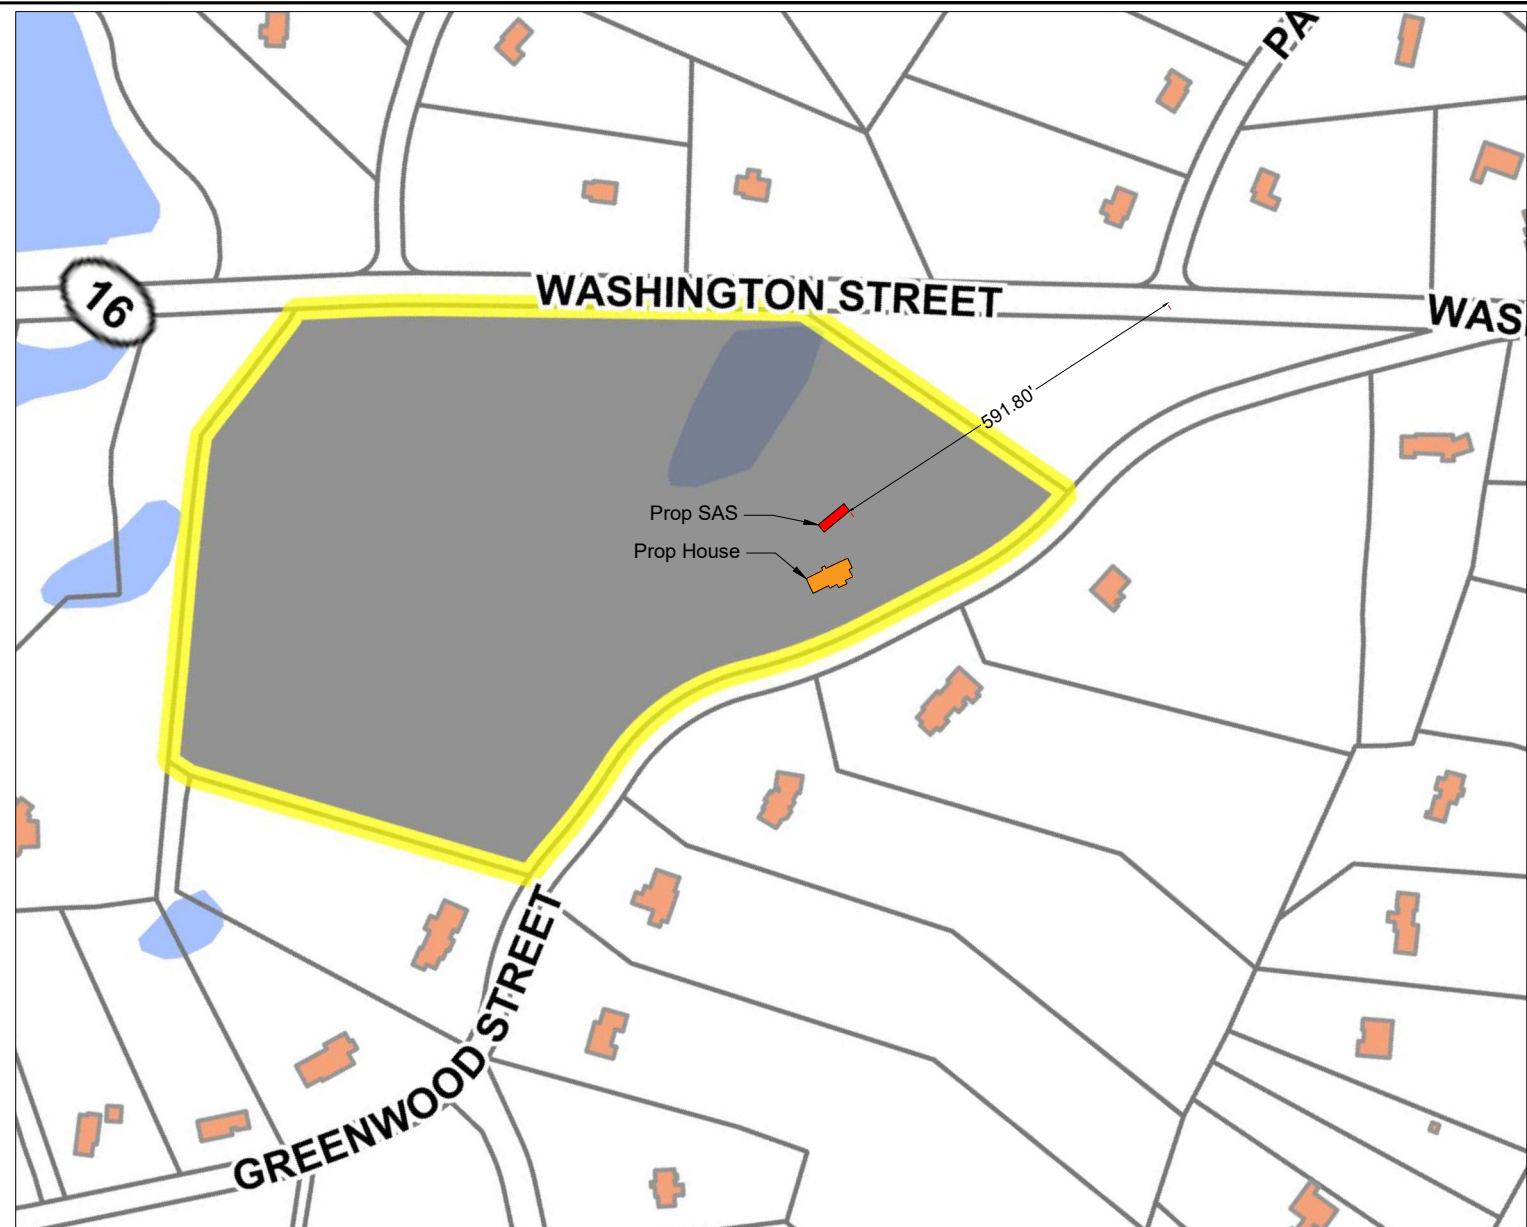 PA
16
WASHINGTON STREET
WAS
591.80'
Prop SAS
Prop House
GREENWOOD STREET